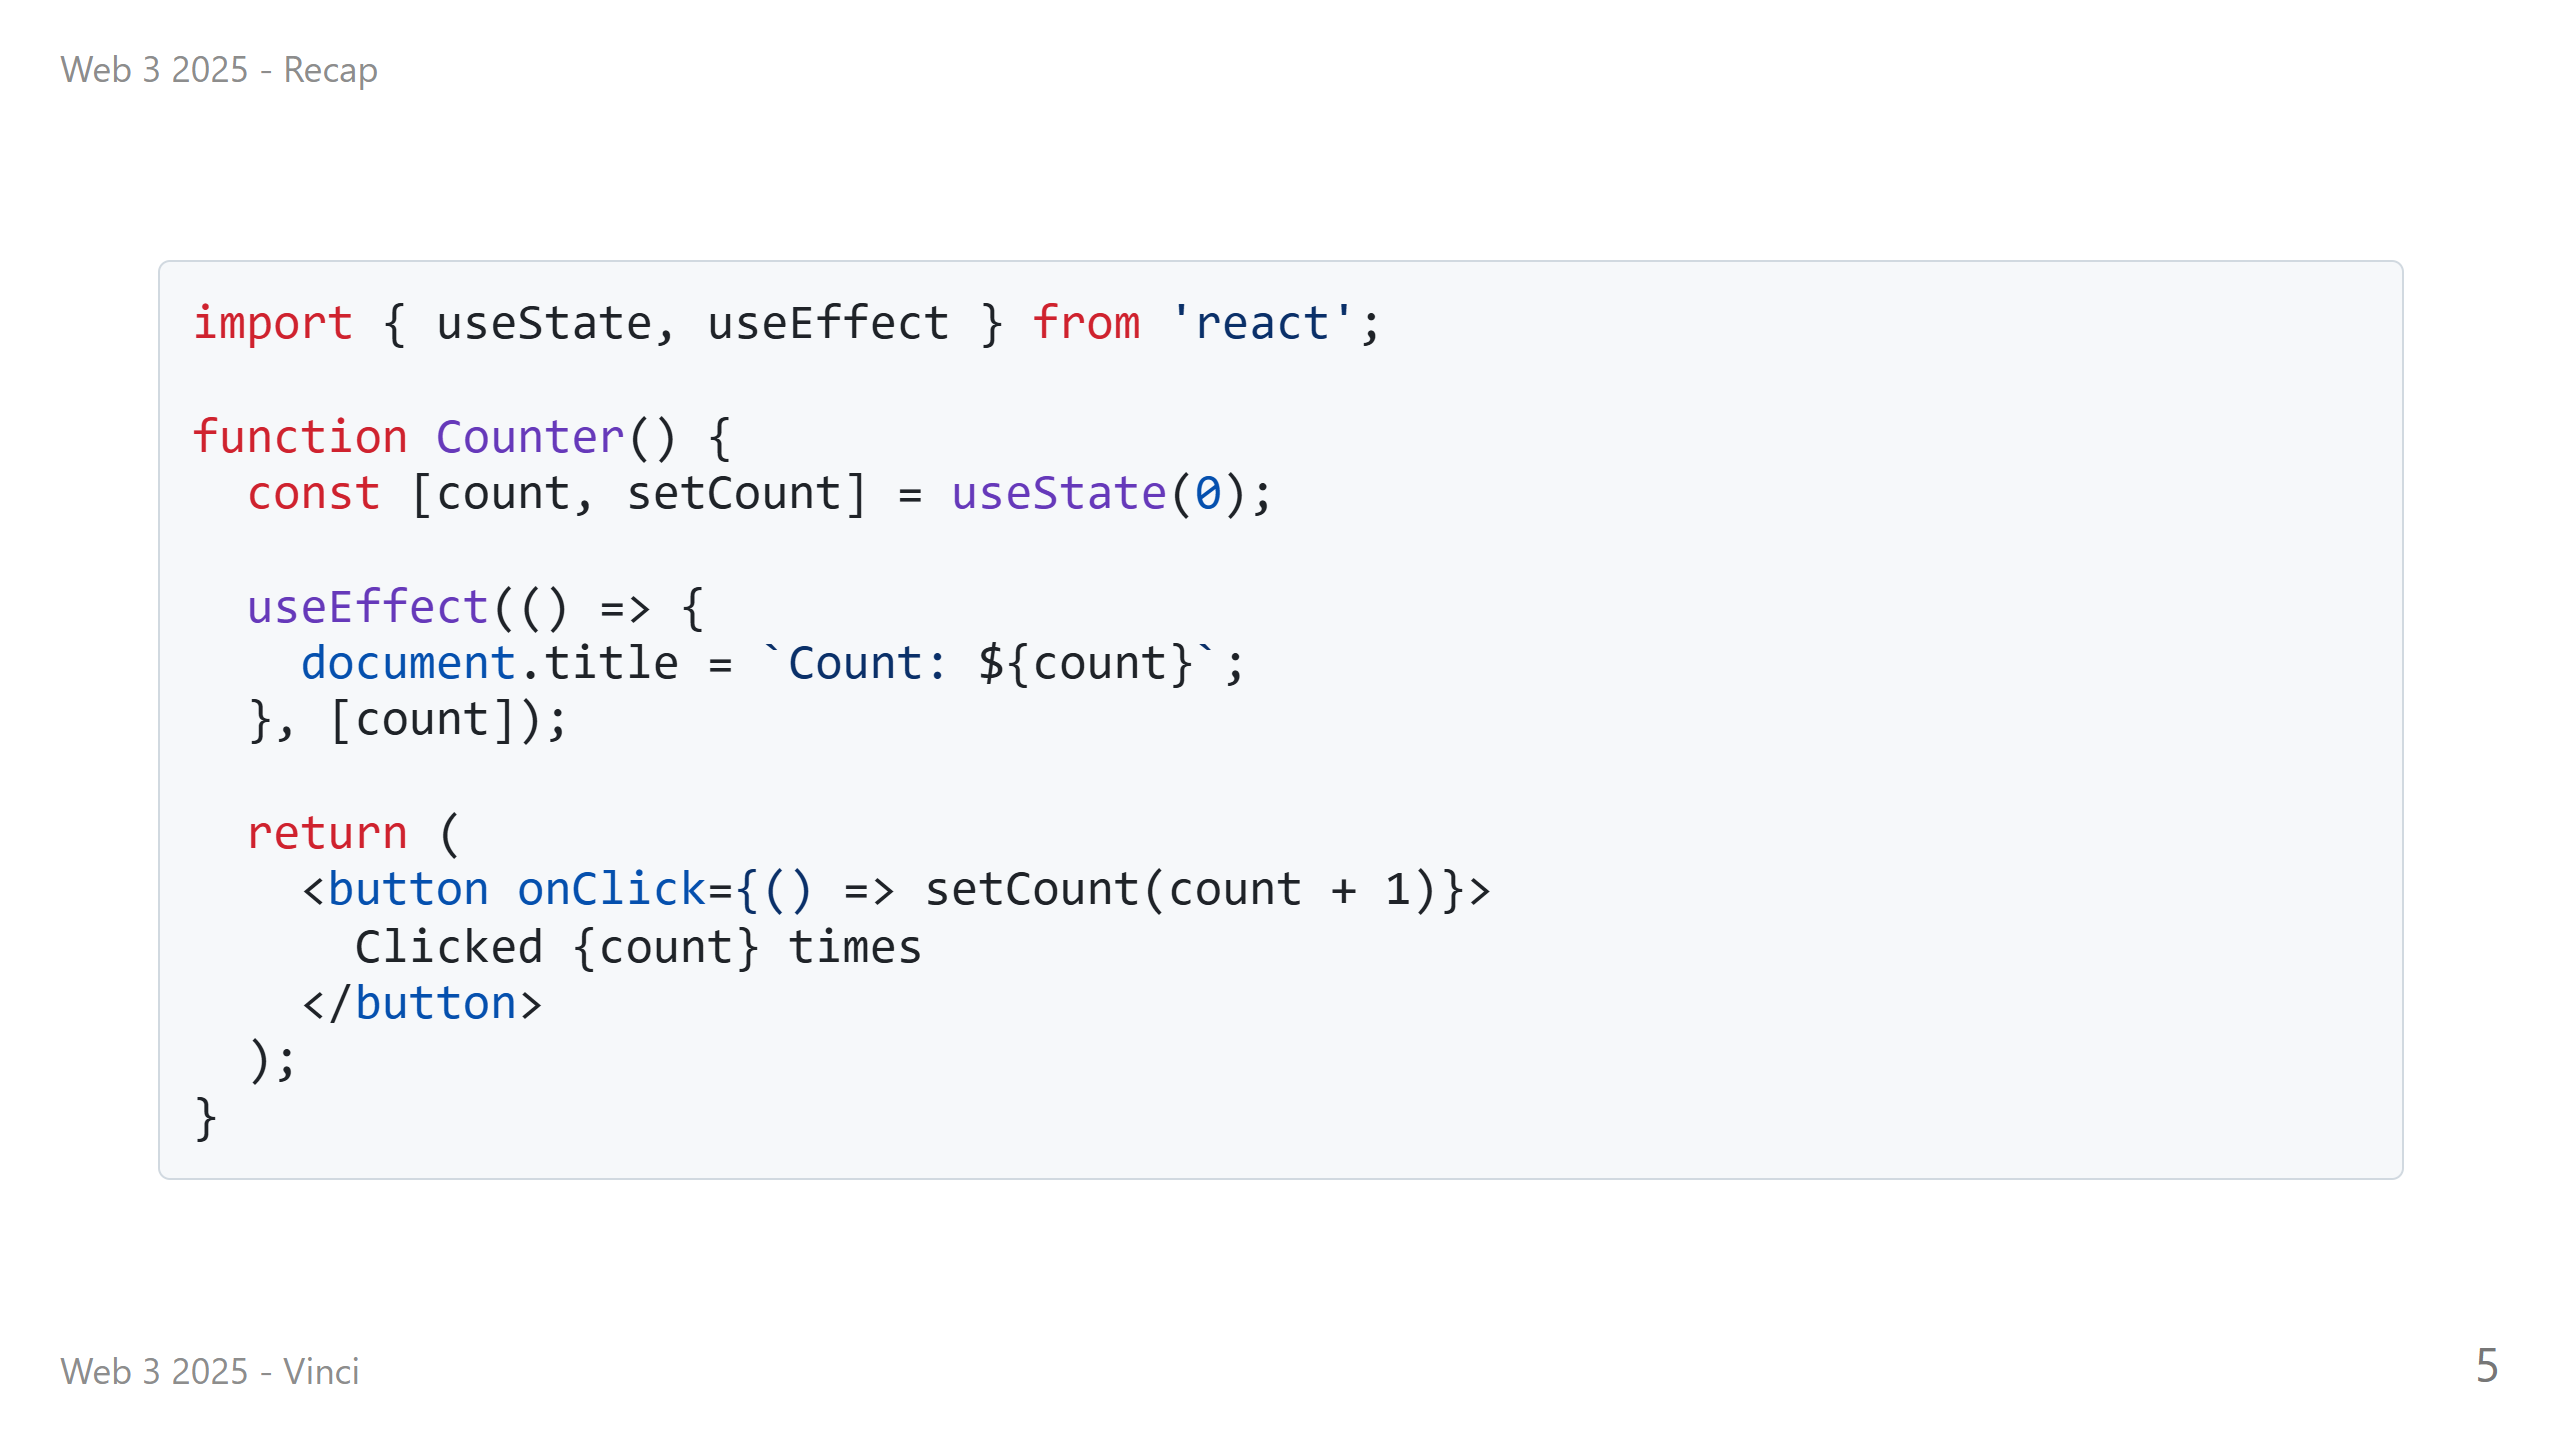 Web 3 2025 - Recap
import { useState, useEffect } from 'react';
function Counter() {
  const [count, setCount] = useState(0);
  useEffect(() => {
    document.title = `Count: ${count}`;
  }, [count]);
  return (
    <button onClick={() => setCount(count + 1)}>
      Clicked {count} times
    </button>
  );
}
Web 3 2025 - Vinci
5